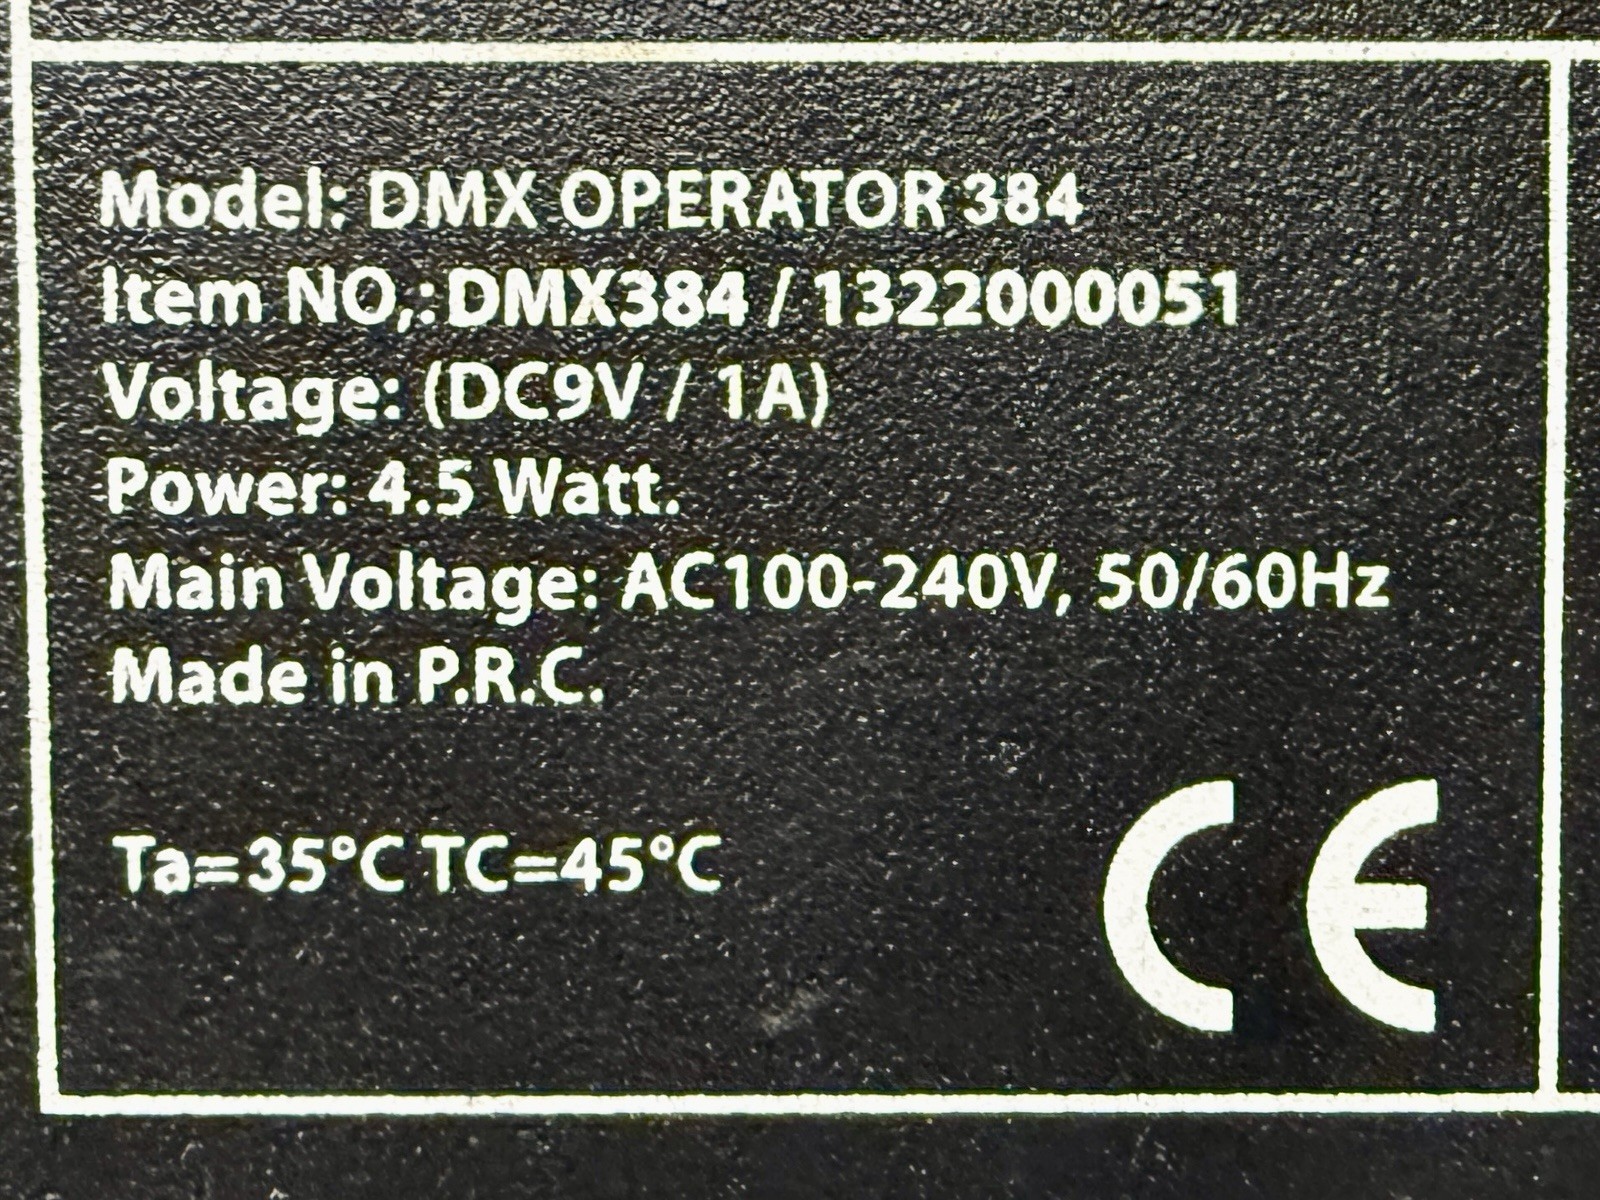 Model: DMX OPERATOR 384
Item NO,:DMX384 / 1322000051
Voltage: (DC9V / 1A)
Power: 4.5 Watt.
Main Voltage: AC100-240V, 50/60Hz
Made in P.R.C.
Ta=35°C TC=45°C
CE